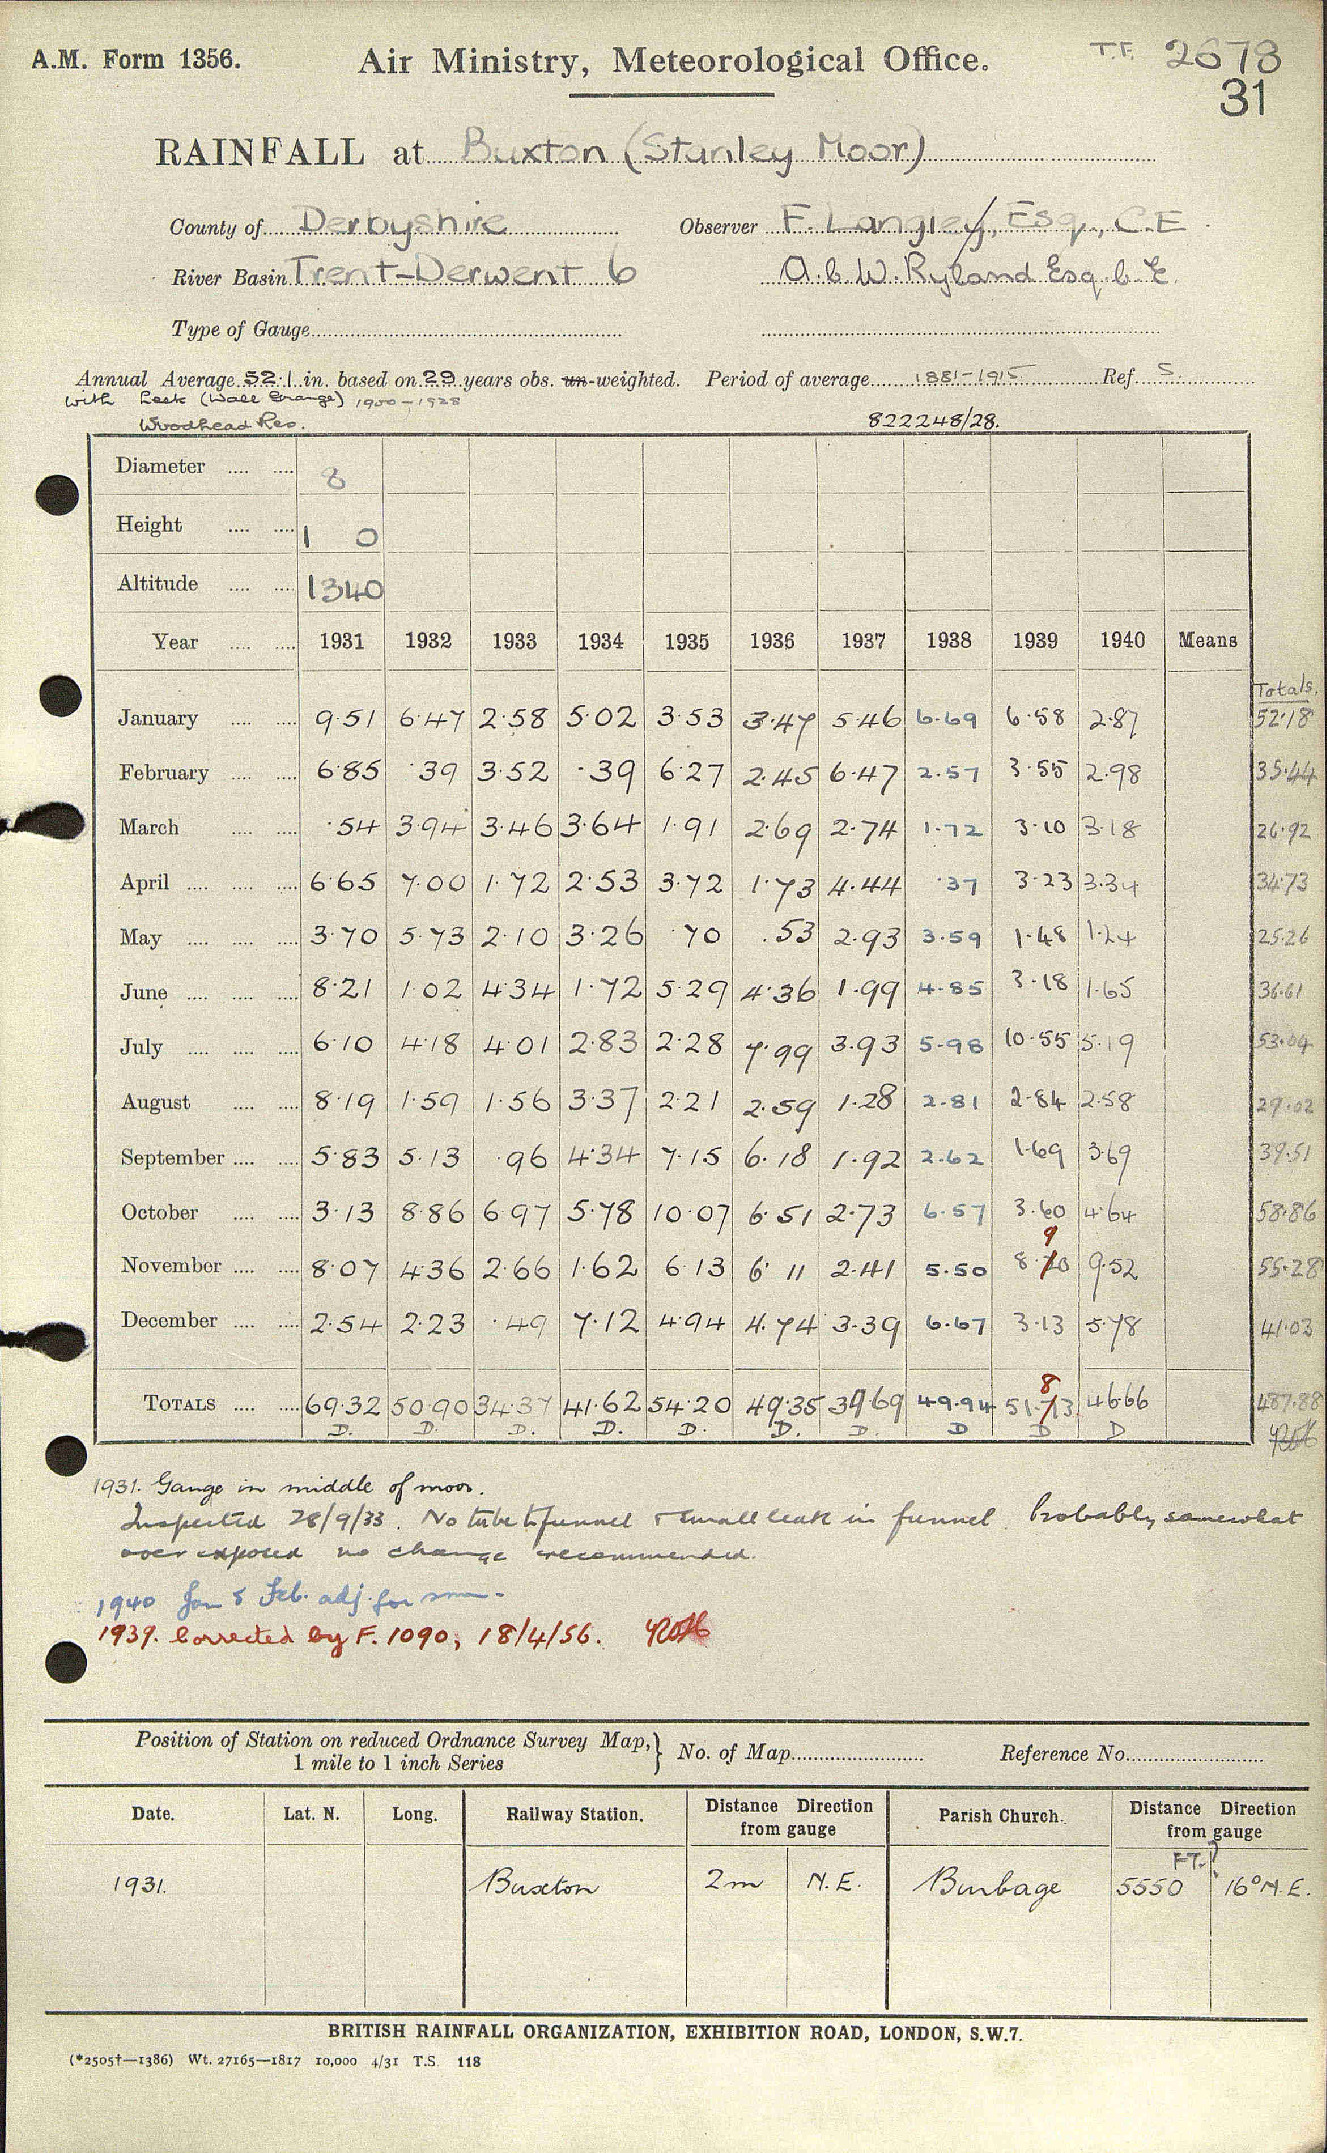 A.M. Form 1356. Air Ministry, Meteorological Office. T.F. 2678
31
RAINFALL at Buxton (Stanley Moor)
County of Derbyshire Observer F. Langley, Esq., C.E
River Basin Trent-Derwent 6 A.C.W. Ryland Esq C.E.
Type of Gauge
Annual Average 52.1 in. based on 29 years obs. un-weighted. Period of average 1881-1915 Ref S.
with Leek (Wall Grange) 1900-1928
Woodhead Res. 822248/28.
Diameter 8
Height 1 0
Altitude 1340
Year 1931 1932 1933 1934 1935 1936 1937 1938 1939 1940 Means
Totals.
January 9.51 6.47 2.58 5.02 3.53 3.47 5.46 6.69 6.58 2.87 52.18
February 6.85 .39 3.52 .39 6.27 2.45 6.47 2.57 3.55 2.98 35.44
March .54 3.94 3.46 3.64 1.91 2.69 2.74 1.72 3.10 3.18 26.92
April 6.65 7.00 1.72 2.53 3.72 1.73 4.44 .37 3.23 3.34 34.73
May 3.70 5.73 2.10 3.26 .70 .53 2.93 3.59 1.48 1.24 25.26
June 8.21 1.02 4.34 1.72 5.29 4.36 1.99 4.85 3.18 1.65 36.61
July 6.10 4.18 4.01 2.83 2.28 7.99 3.93 5.98 10.55 5.19 53.04
August 8.19 1.59 1.56 3.37 2.21 2.59 1.28 2.81 2.84 2.58 29.02
September 5.83 5.13 .96 4.34 7.15 6.18 1.92 2.62 1.69 3.69 39.51
October 3.13 8.86 6.97 5.78 10.07 6.51 2.73 6.57 3.60 4.64 58.86
9
November 8.07 4.36 2.66 1.62 6.13 6.11 2.41 5.50 8.20 9.52 55.28
December 2.54 2.23 .49 7.12 4.94 4.74 3.39 6.67 3.13 5.78 41.03
8
TOTALS 69.32 50.90 34.37 41.62 54.20 49.35 39.69 49.94 51.13 46.66 487.88
D. D. D. D. D. D. D. D D D
1931. Gauge in middle of moor.
Inspected 28/9/33. No tube to funnel & small leak in funnel. Probably somewhat
over exposed no change recommended.
1940 Jan & Feb. adj. for snow.
1939. Corrected by F. 1090, 18/4/56.
Position of Station on reduced Ordnance Survey Map, 1 mile to 1 inch Series } No. of Map Reference No.
Date. Lat. N. Long. Railway Station. Distance Direction from gauge Parish Church. Distance Direction from gauge
FT. ?
1931. Buxton 2m N.E. Burbage 5550 16° N.E.
BRITISH RAINFALL ORGANIZATION, EXHIBITION ROAD, LONDON, S.W.7.
(*2505†—1386) Wt. 27165—1817 10,000 4/31 T.S. 118